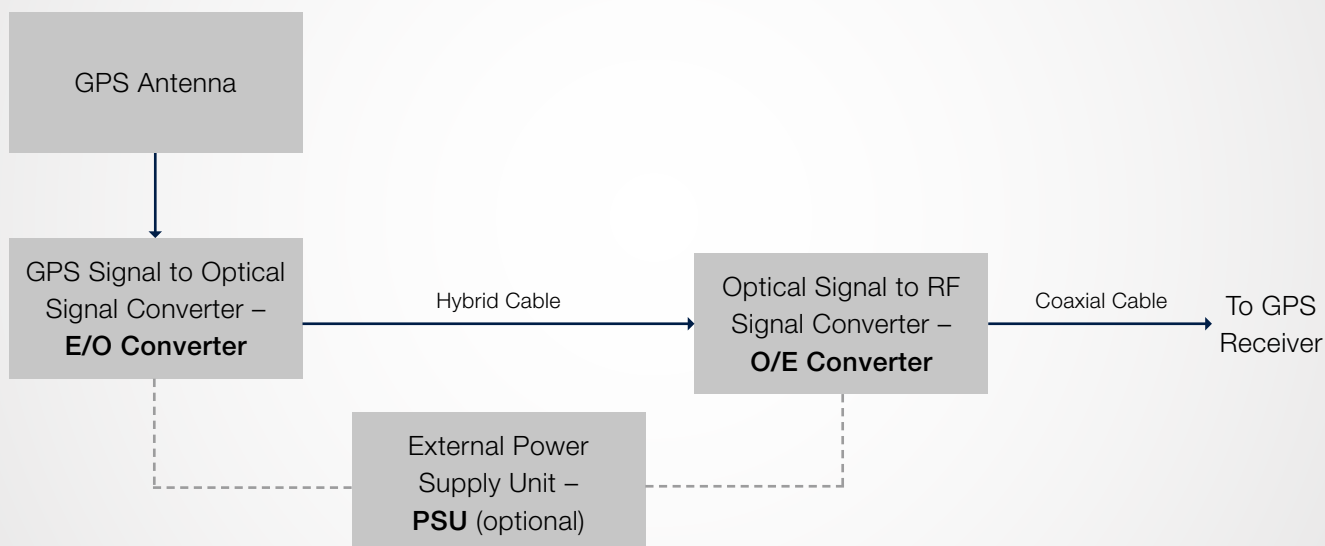 GPS Antenna
GPS Signal to Optical
Signal Converter –
E/O Converter
Hybrid Cable
Optical Signal to RF
Signal Converter –
O/E Converter
Coaxial Cable
To GPS
Receiver
External Power
Supply Unit –
PSU (optional)